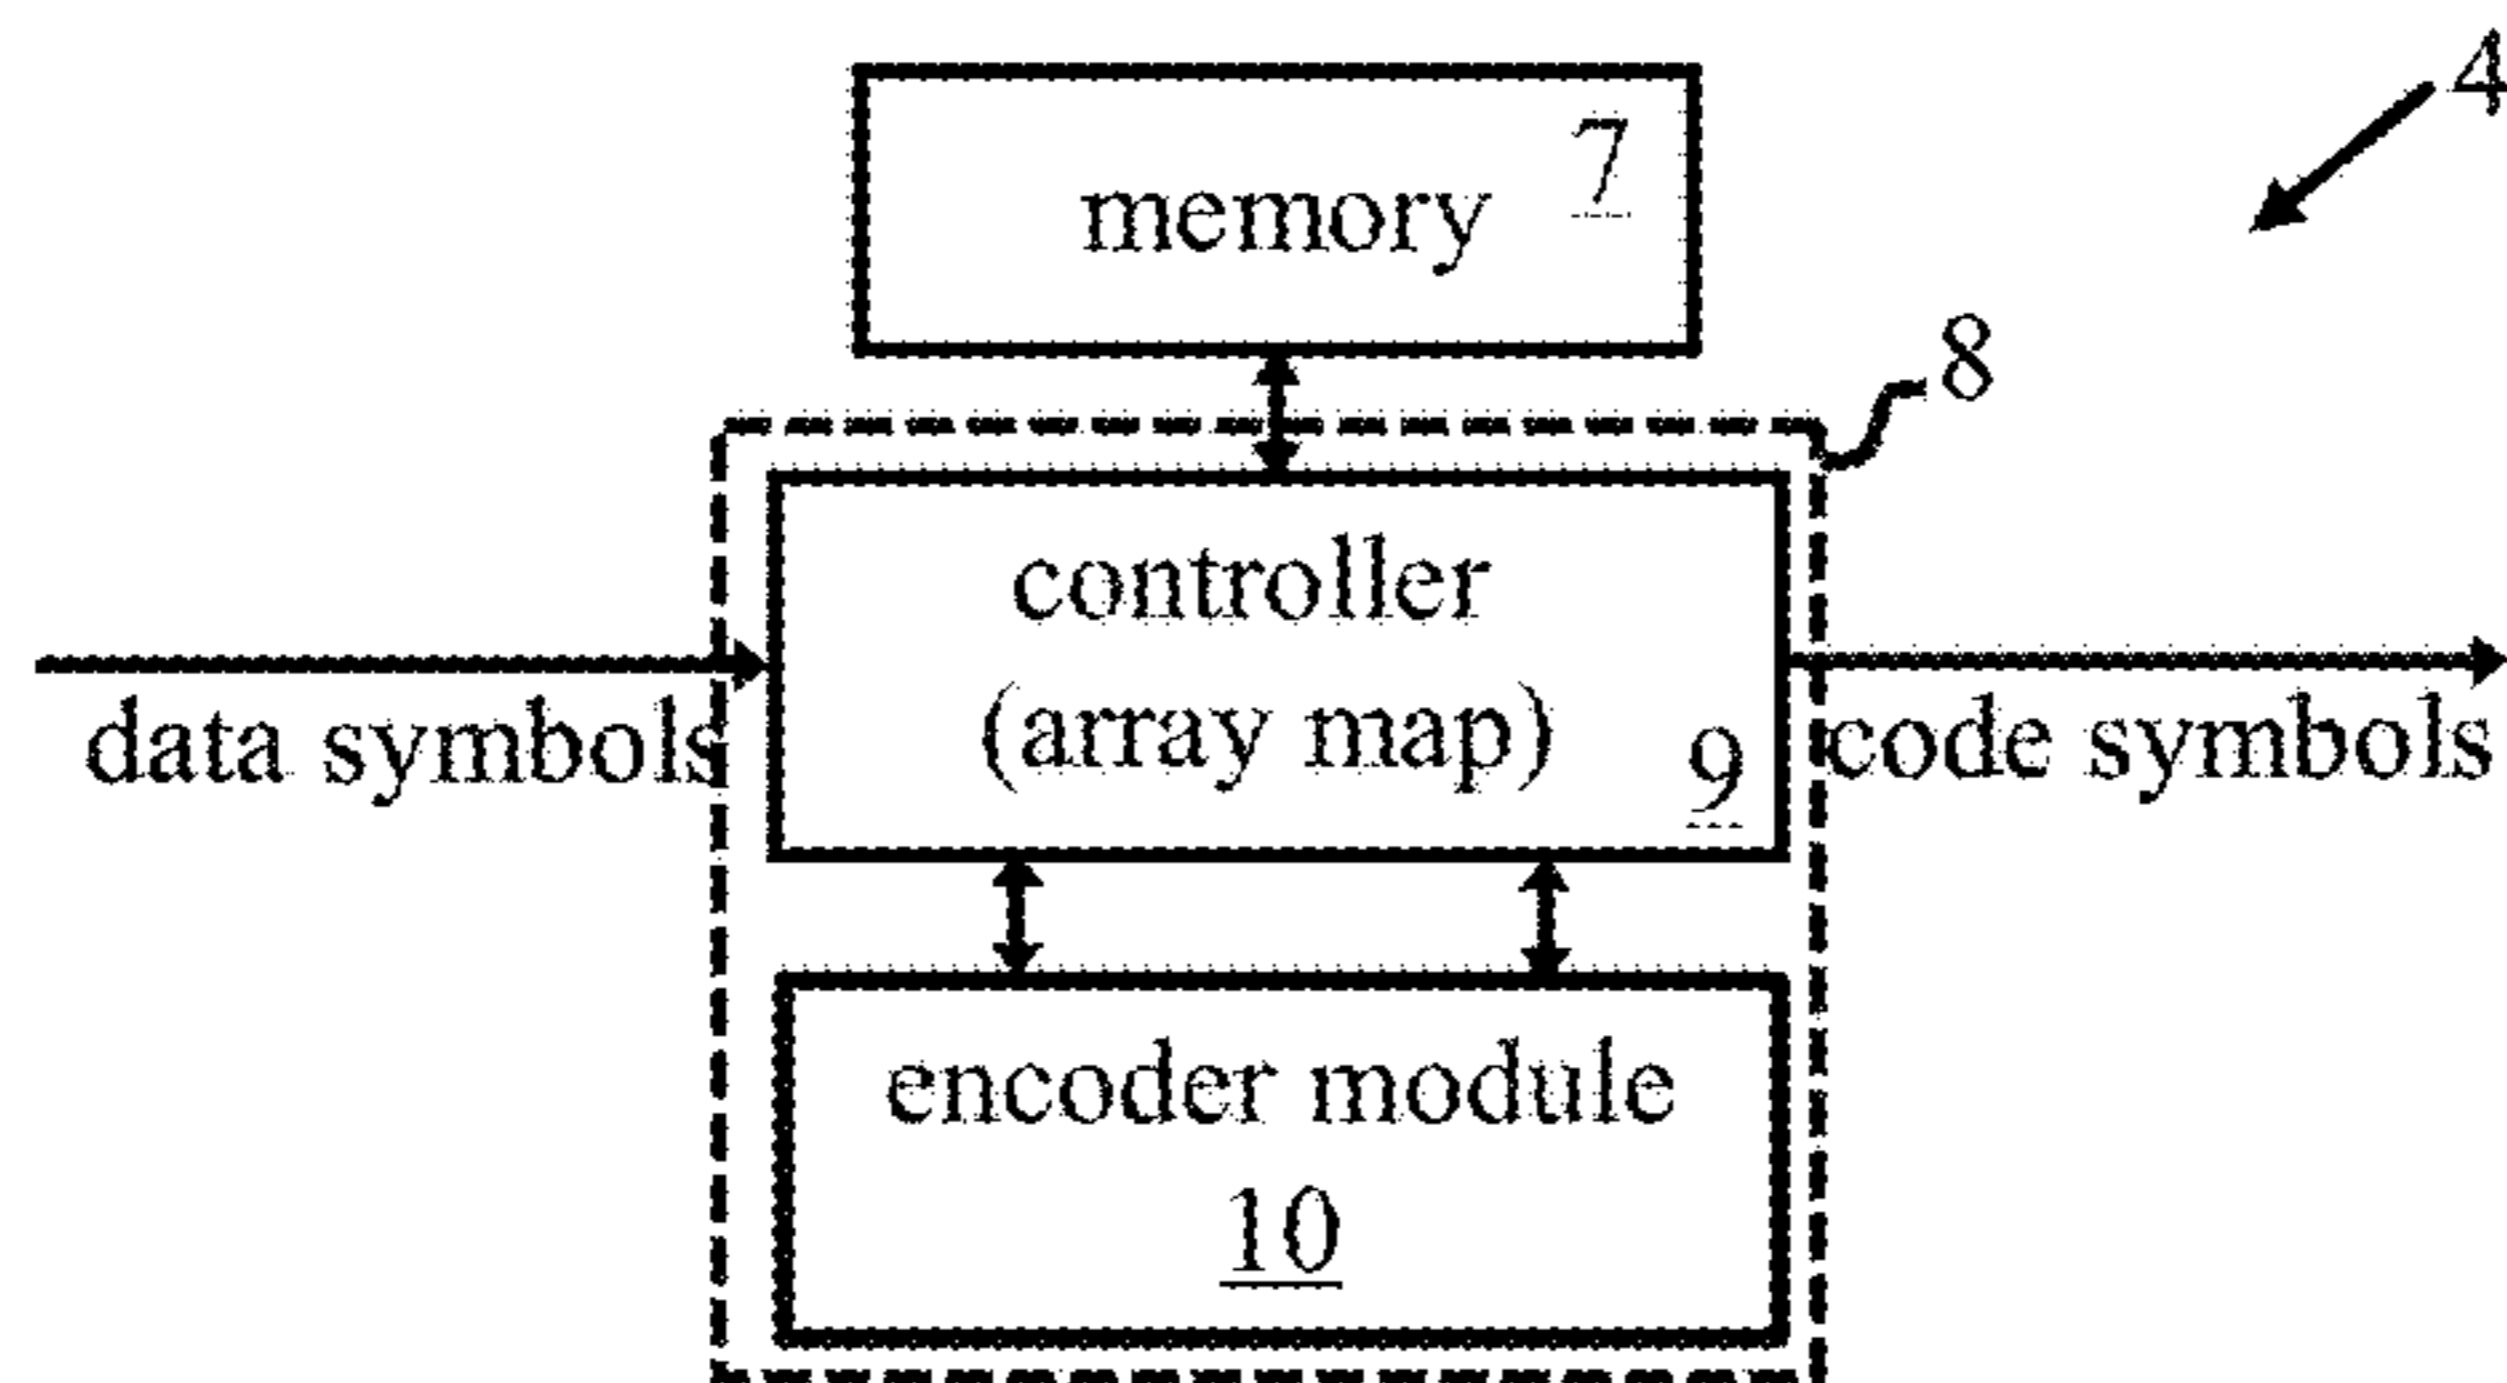 4
memory 7
8
controller
(array map)
9
data symbols
code symbols
encoder module
10